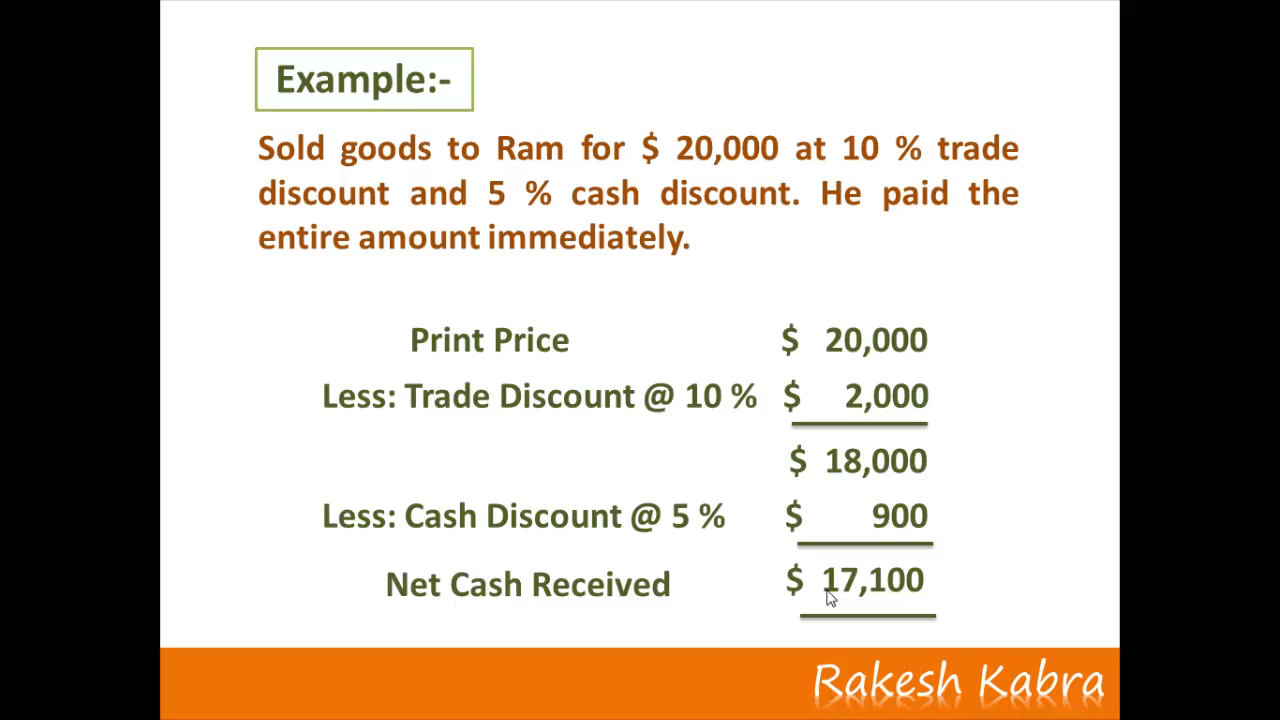 Example:-
Sold goods to Ram for $ 20,000 at 10 % trade
discount and 5 % cash discount. He paid the
entire amount immediately.
Print Price $ 20,000
Less: Trade Discount @ 10 % $ 2,000
$ 18,000
Less: Cash Discount @ 5 % $ 900
Net Cash Received $ 17,100
Rakesh Kabra